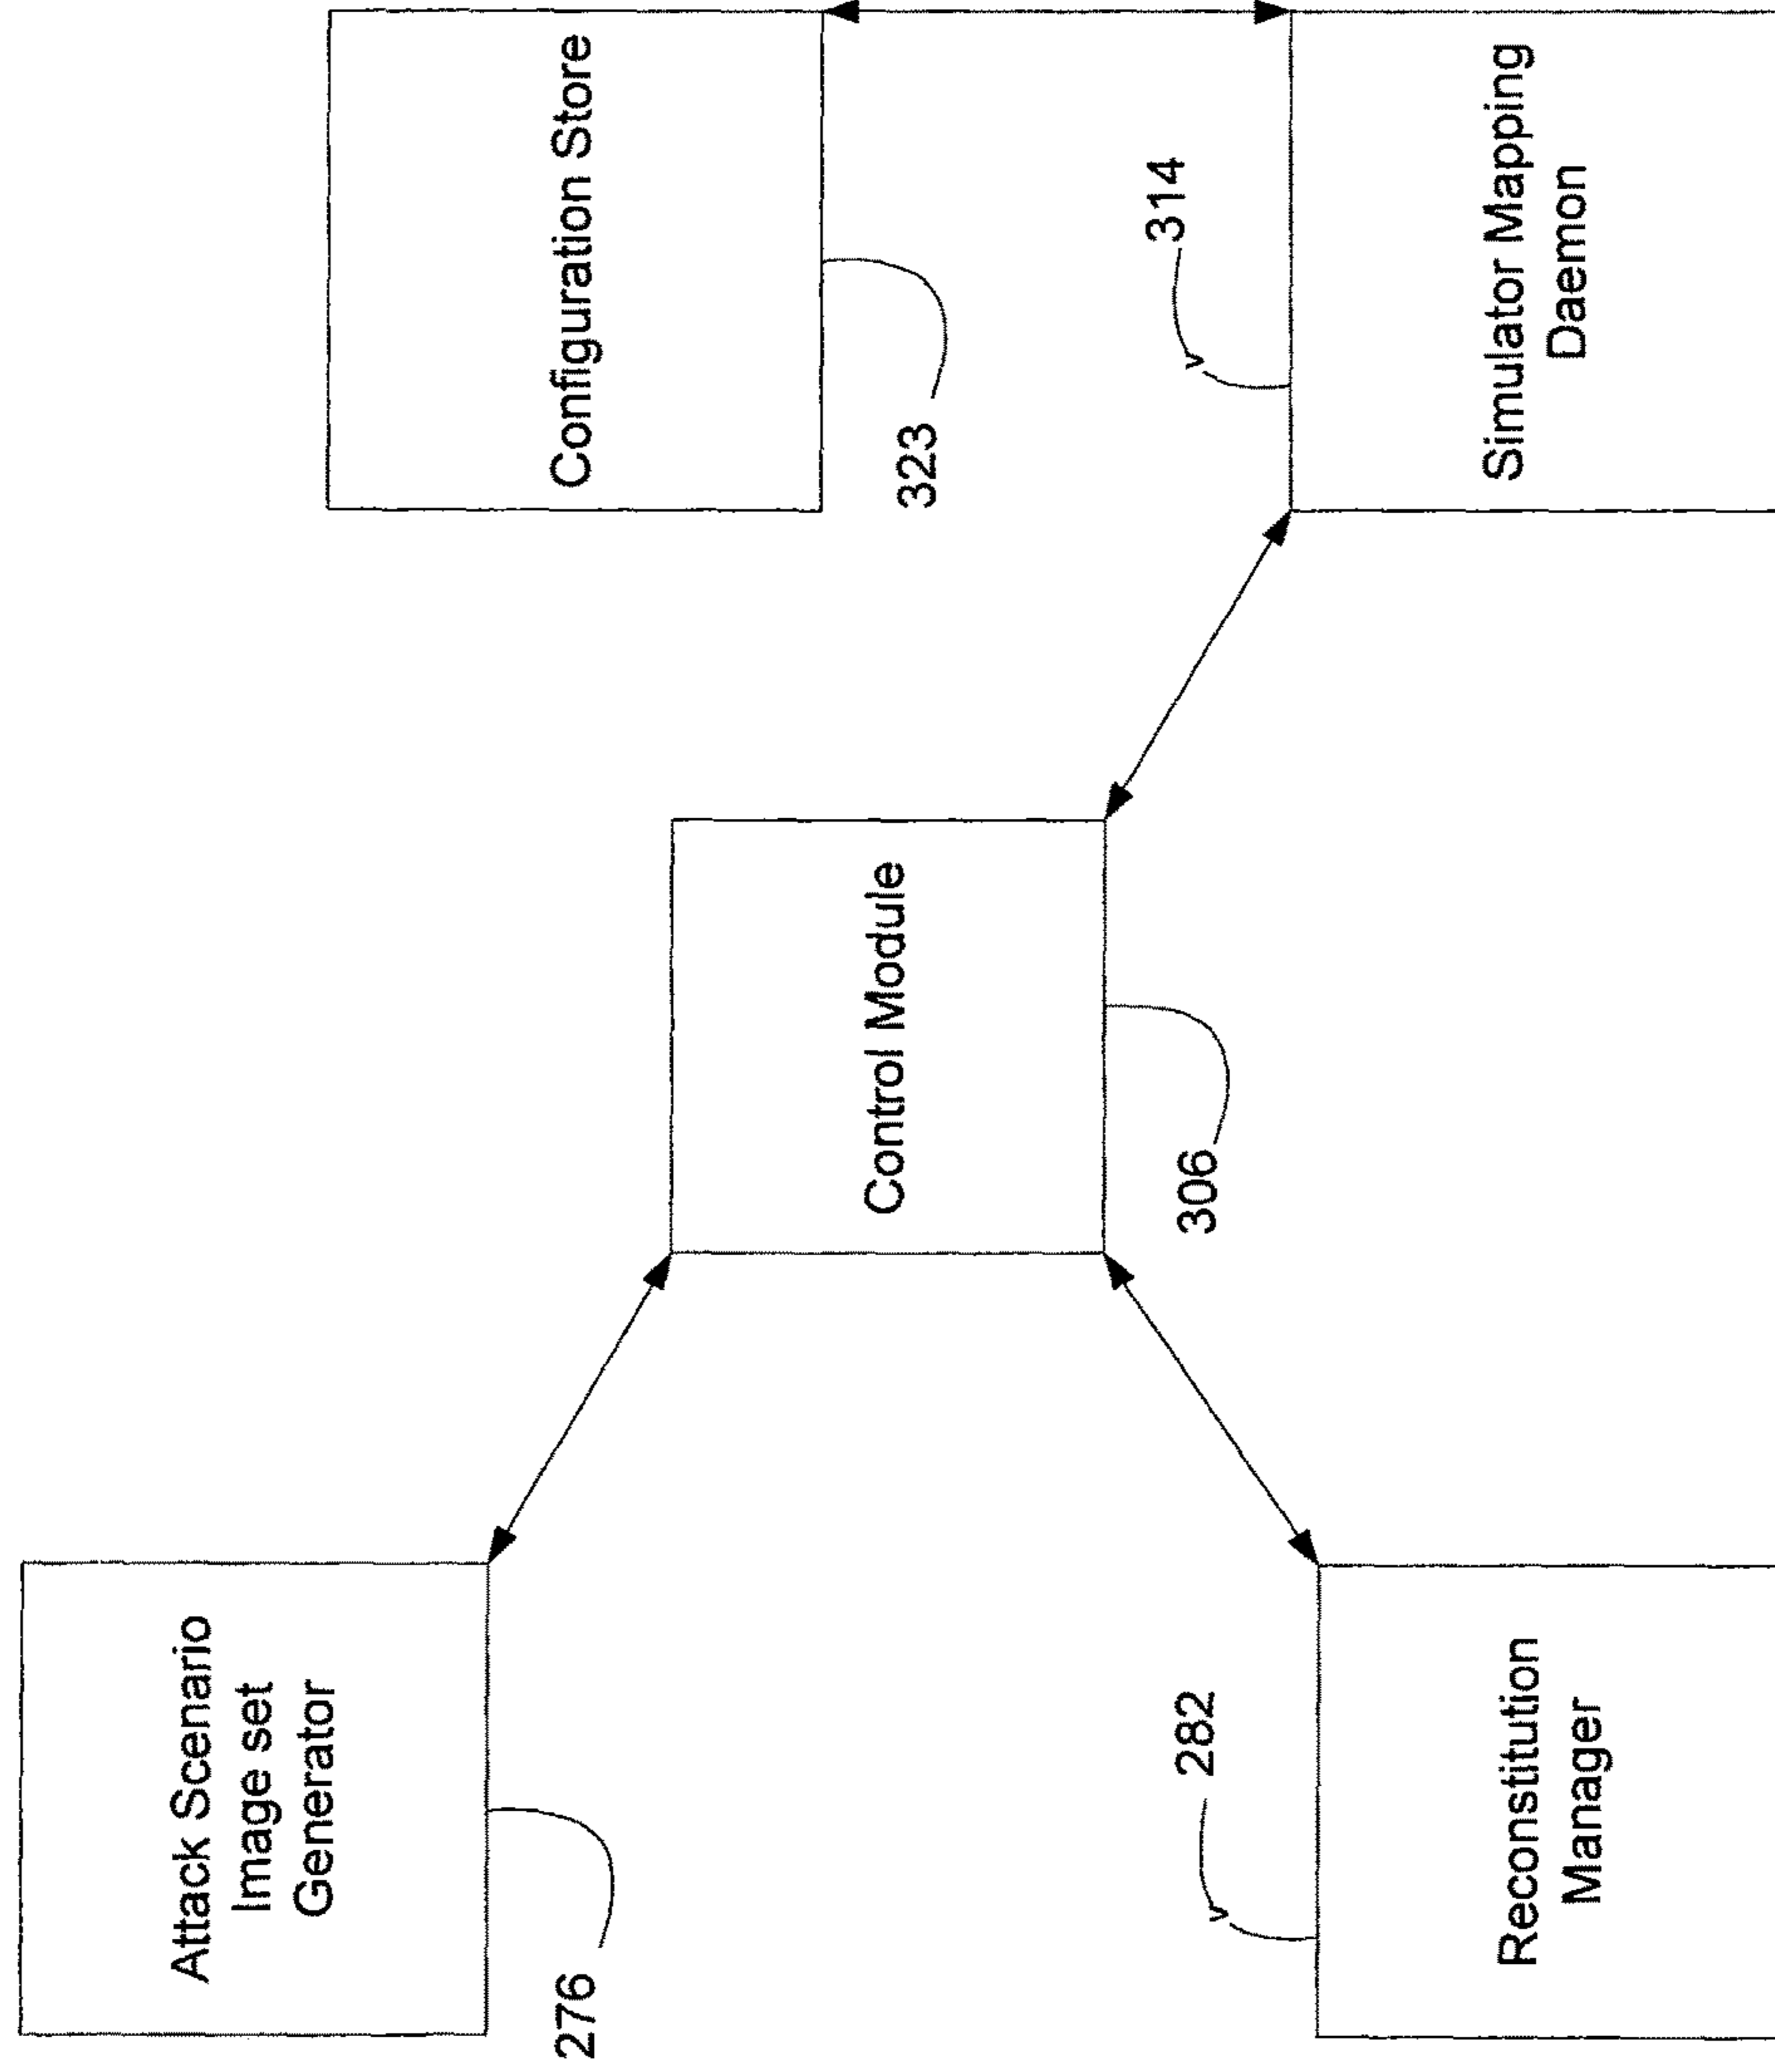 Attack Scenario
Image set
Generator
276
Configuration Store
323
Control Module
306
282
Reconstitution
Manager
314
Simulator Mapping
Daemon